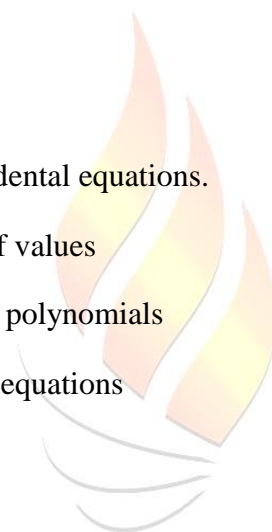 dental equations.
f values
polynomials
equations